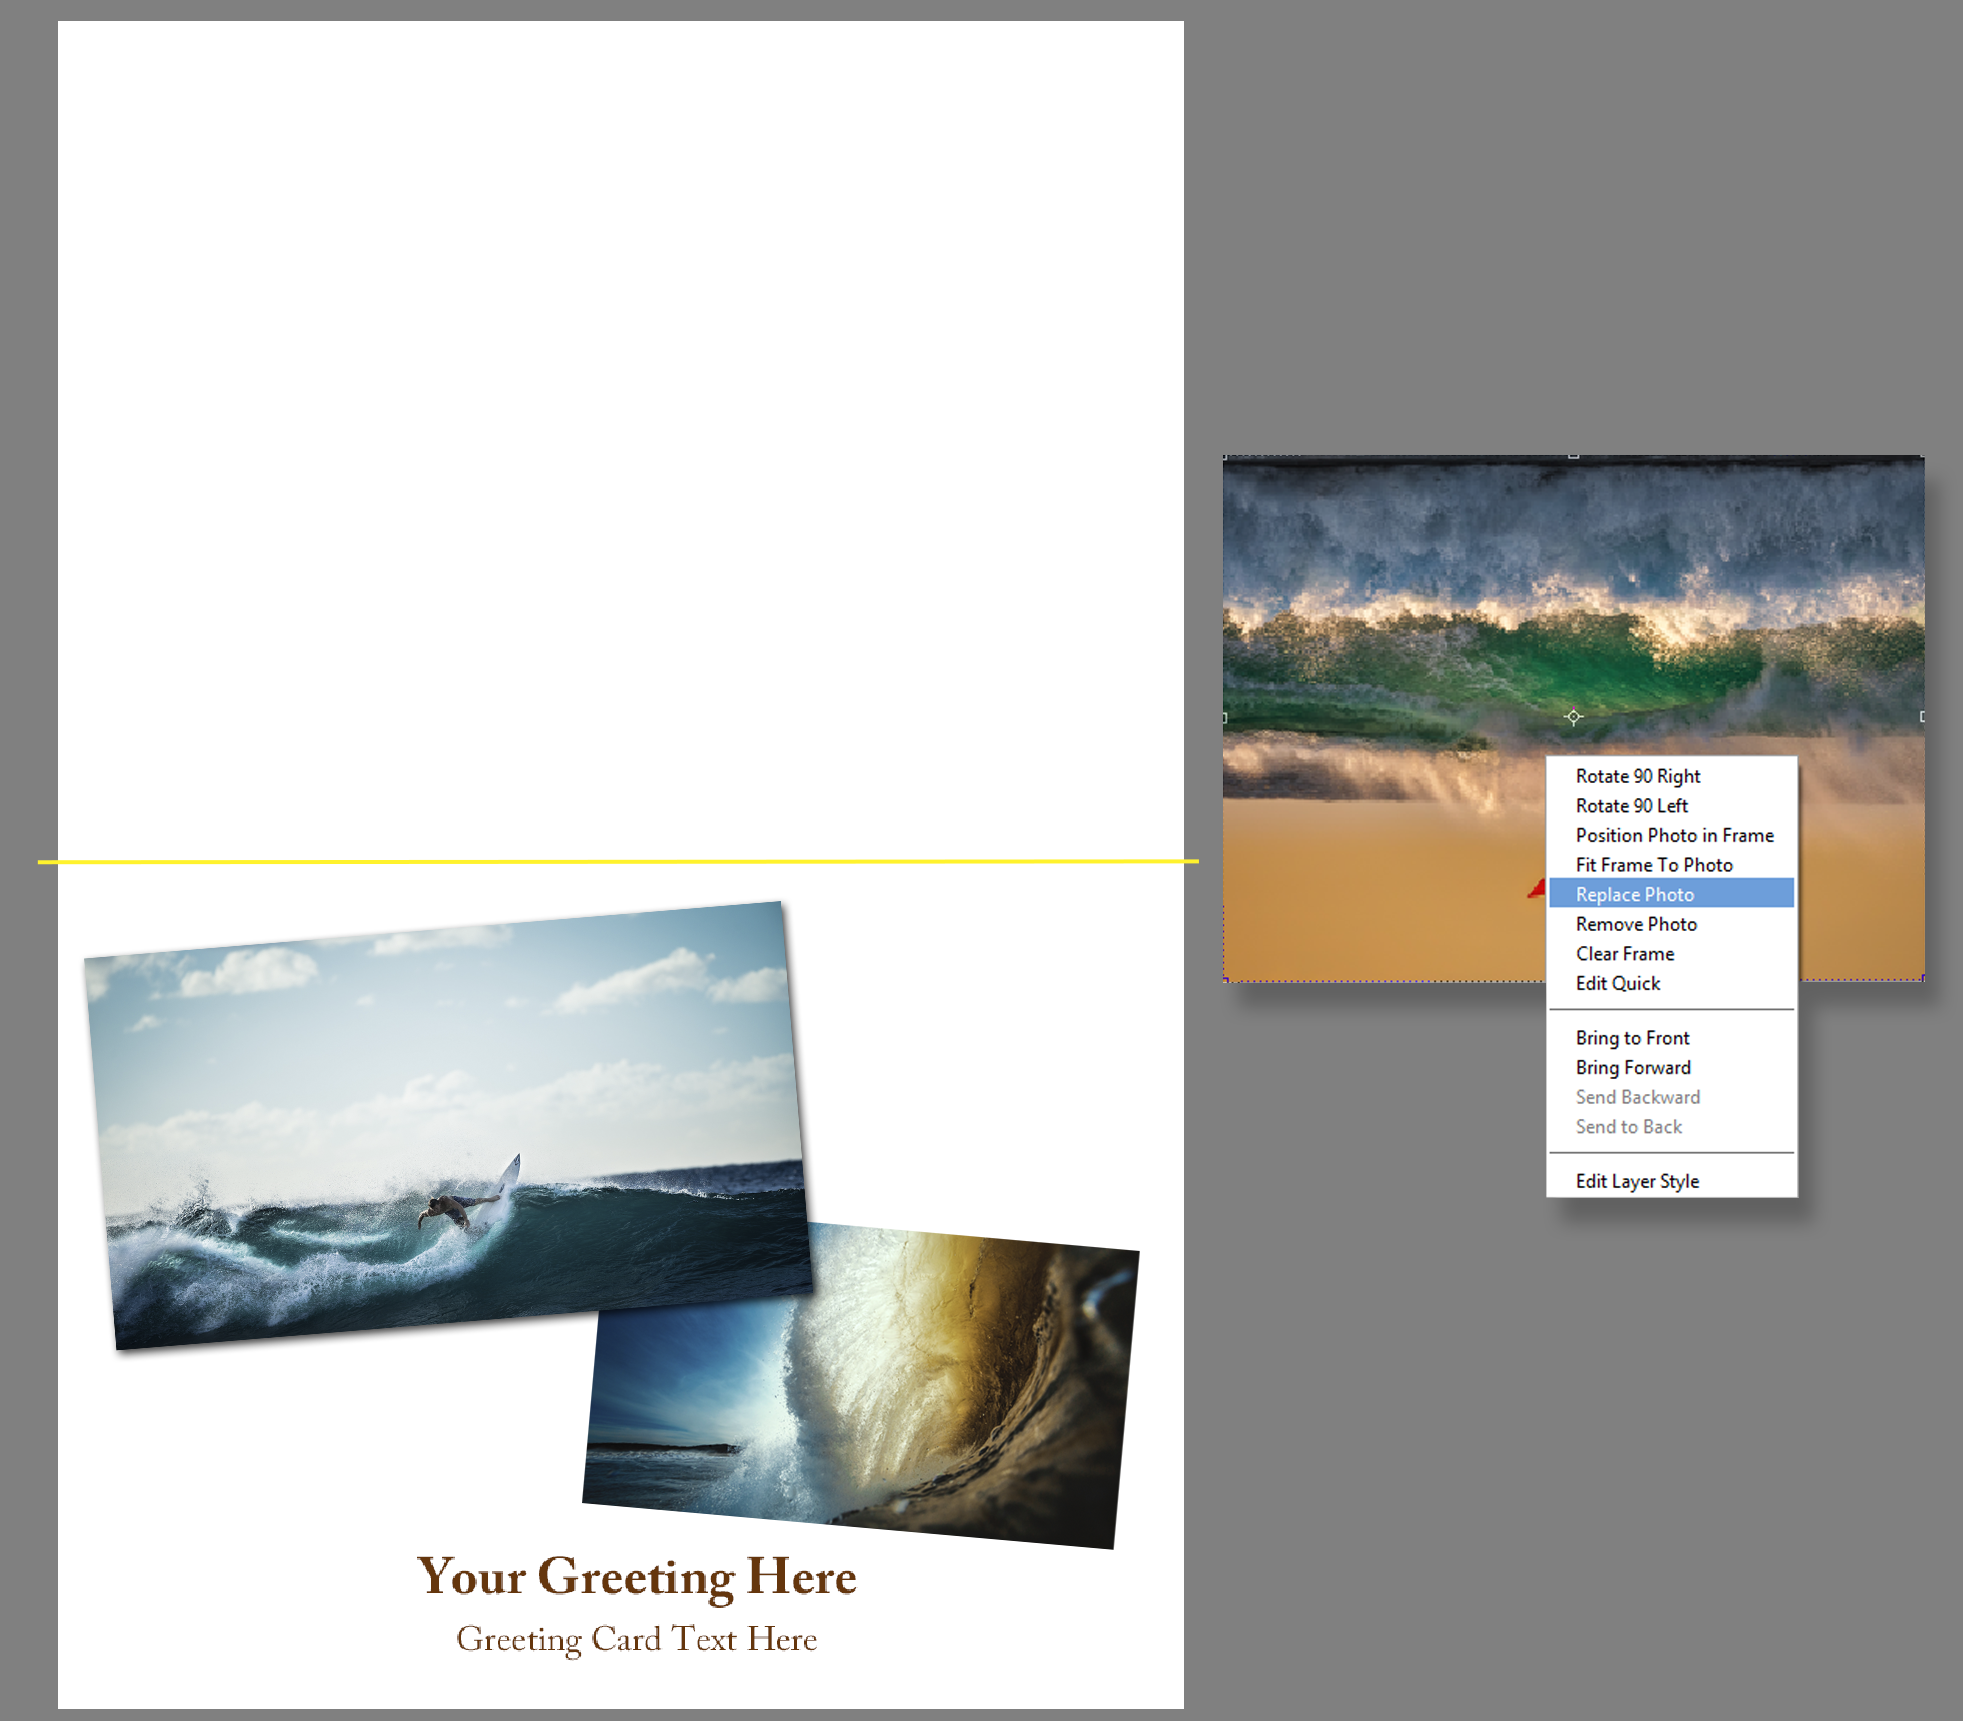 Rotate 90 Right
Rotate 90 Left
Position Photo in Frame
Fit Frame To Photo
Replace Photo
Remove Photo
Clear Frame
Edit Quick
Bring to Front
Bring Forward
Send Backward
Send to Back
Edit Layer Style
Your Greeting Here
Greeting Card Text Here